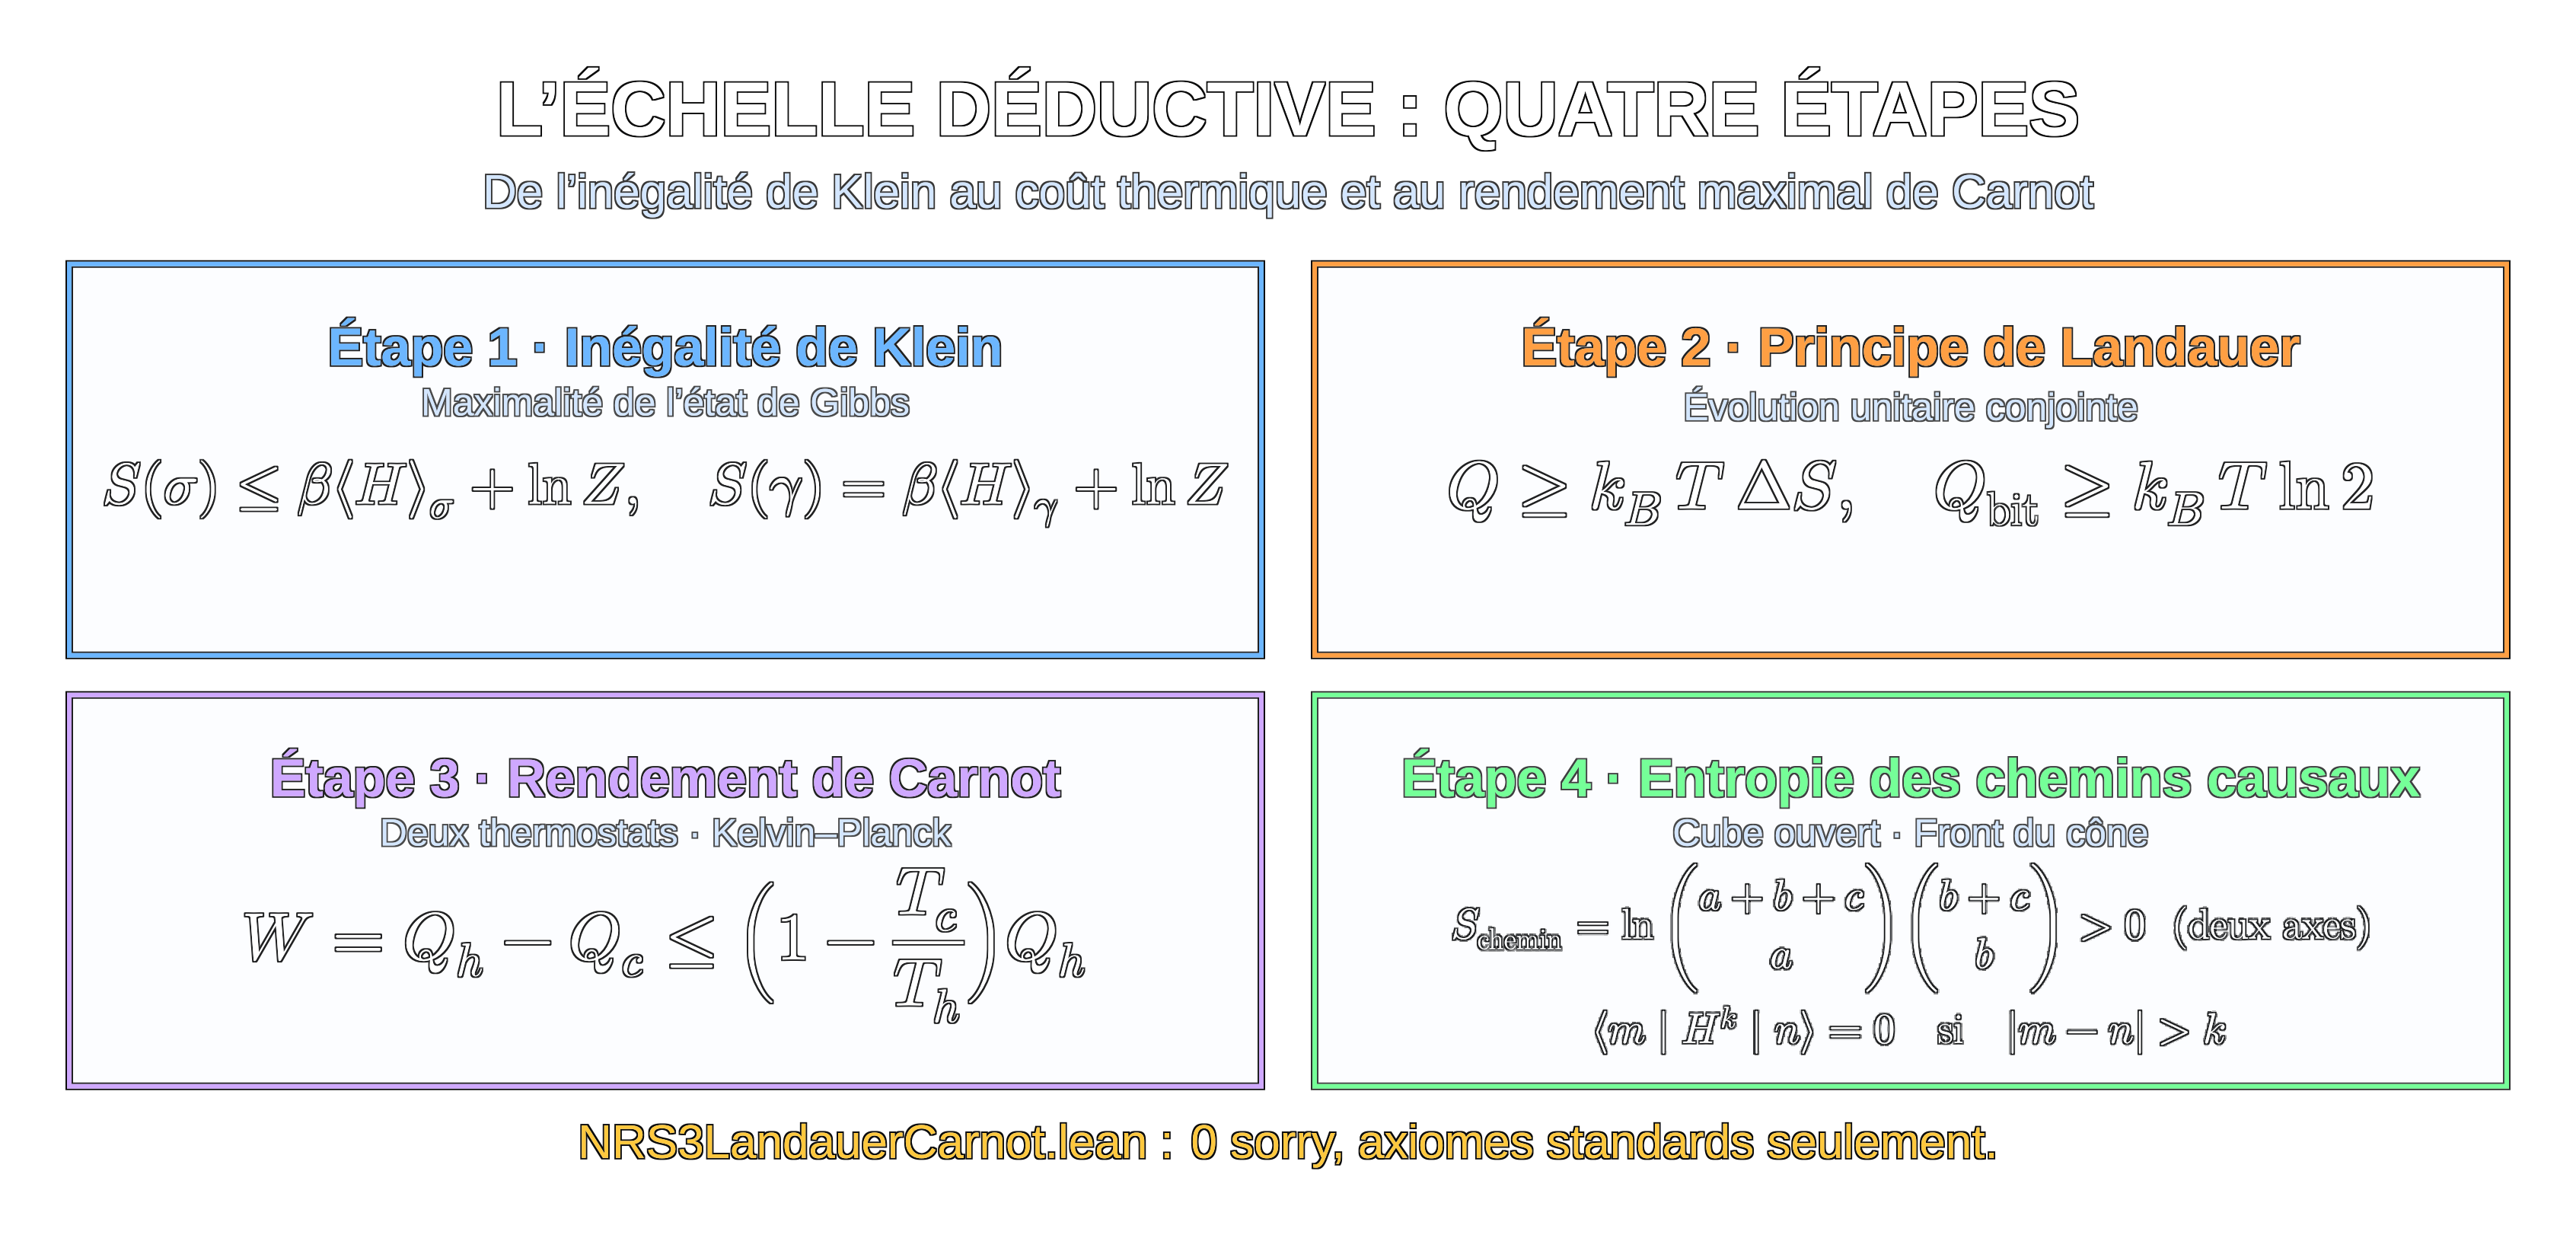 L’ÉCHELLE DÉDUCTIVE : QUATRE ÉTAPES
De l’inégalité de Klein au coût thermique et au rendement maximal de Carnot
Étape 1 · Inégalité de Klein
Maximalité de l’état de Gibbs
S(σ) ≤ β⟨H⟩_σ + ln Z,    S(γ) = β⟨H⟩_γ + ln Z
Étape 2 · Principe de Landauer
Évolution unitaire conjointe
Q ≥ k_B T ΔS,    Q_bit ≥ k_B T ln 2
Étape 3 · Rendement de Carnot
Deux thermostats · Kelvin–Planck
W = Q_h − Q_c ≤ (1 − T_c/T_h) Q_h
Étape 4 · Entropie des chemins causaux
Cube ouvert · Front du cône
S_chemin = ln (a + b + c / a) (b + c / b) > 0 (deux axes)
⟨m | H^k | n⟩ = 0   si   |m − n| > k
NRS3LandauerCarnot.lean : 0 sorry, axiomes standards seulement.